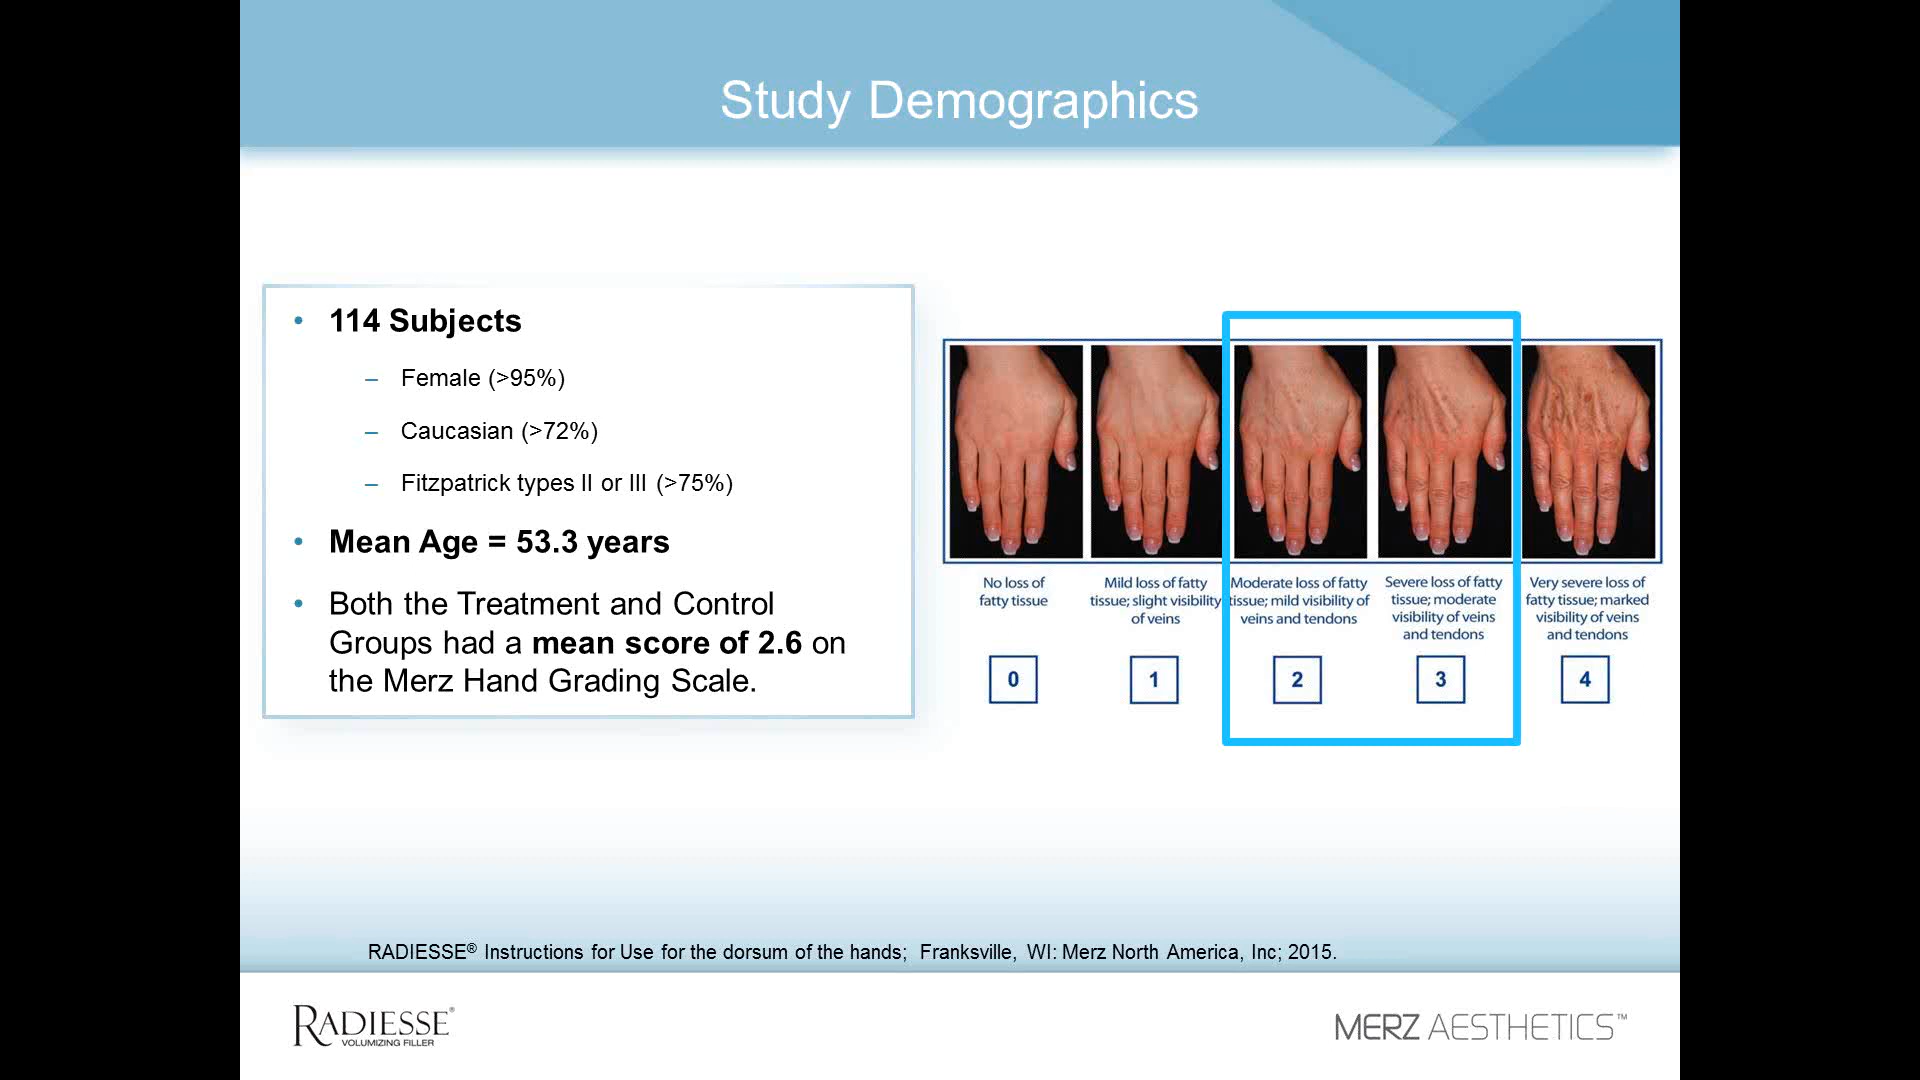 Study Demographics
• 114 Subjects
– Female (>95%)
– Caucasian (>72%)
– Fitzpatrick types II or III (>75%)
• Mean Age = 53.3 years
• Both the Treatment and Control
Groups had a mean score of 2.6 on
the Merz Hand Grading Scale.
No loss of
fatty tissue
0
Mild loss of fatty
tissue; slight visibility
of veins
1
Moderate loss of fatty
tissue; mild visibility of
veins and tendons
2
Severe loss of fatty
tissue; moderate
visibility of veins
and tendons
3
Very severe loss of
fatty tissue; marked
visibility of veins
and tendons
4
RADIESSE® Instructions for Use for the dorsum of the hands; Franksville, WI: Merz North America, Inc; 2015.
RADIESSE®
VOLUMIZING FILLER
MERZ AESTHETICS™